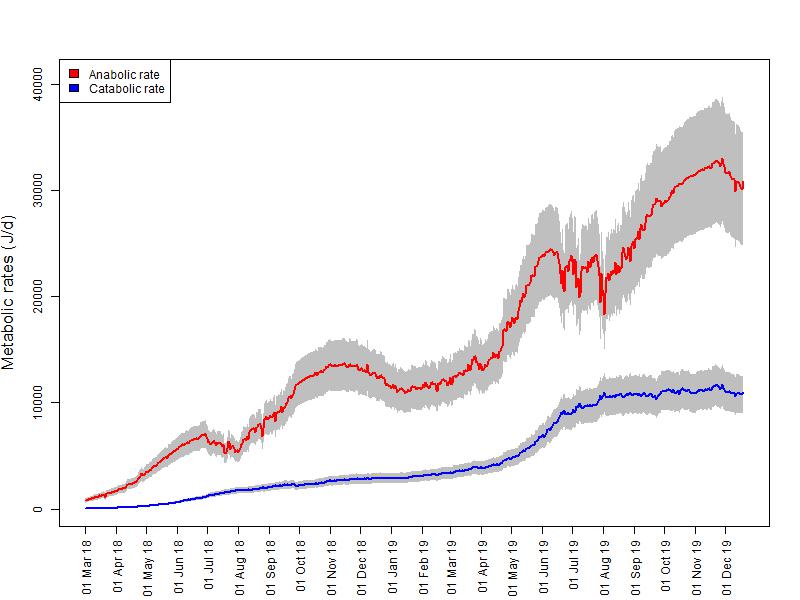 Anabolic rate
Catabolic rate
Metabolic rates (J/d)
40000
30000
20000
10000
0
01 Mar 18
01 Apr 18
01 May 18
01 Jun 18
01 Jul 18
01 Aug 18
01 Sep 18
01 Oct 18
01 Nov 18
01 Dec 18
01 Jan 19
01 Feb 19
01 Mar 19
01 Apr 19
01 May 19
01 Jun 19
01 Jul 19
01 Aug 19
01 Sep 19
01 Oct 19
01 Nov 19
01 Dec 19